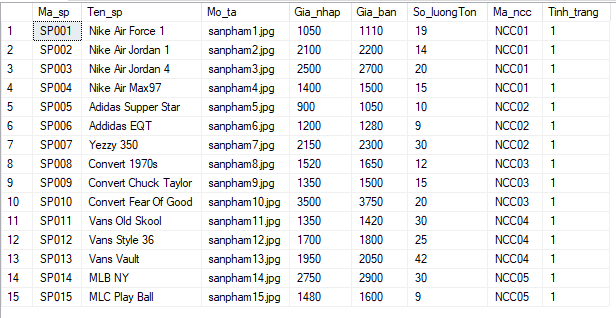 Ma_sp Ten_sp Mo_ta Gia_nhap Gia_ban So_luongTon Ma_ncc Tinh_trang
1 SP001 Nike Air Force 1 sanpham1.jpg 1050 1110 19 NCC01 1
2 SP002 Nike Air Jordan 1 sanpham2.jpg 2100 2200 14 NCC01 1
3 SP003 Nike Air Jordan 4 sanpham3.jpg 2500 2700 20 NCC01 1
4 SP004 Nike Air Max97 sanpham4.jpg 1400 1500 15 NCC01 1
5 SP005 Adidas Supper Star sanpham5.jpg 900 1050 10 NCC02 1
6 SP006 Addidas EQT sanpham6.jpg 1200 1280 9 NCC02 1
7 SP007 Yezzy 350 sanpham7.jpg 2150 2300 30 NCC02 1
8 SP008 Convert 1970s sanpham8.jpg 1520 1650 12 NCC03 1
9 SP009 Convert Chuck Taylor sanpham9.jpg 1350 1500 15 NCC03 1
10 SP010 Convert Fear Of Good sanpham10.jpg 3500 3750 20 NCC03 1
11 SP011 Vans Old Skool sanpham11.jpg 1350 1420 30 NCC04 1
12 SP012 Vans Style 36 sanpham12.jpg 1700 1800 25 NCC04 1
13 SP013 Vans Vault sanpham13.jpg 1950 2050 42 NCC04 1
14 SP014 MLB NY sanpham14.jpg 2750 2900 30 NCC05 1
15 SP015 MLC Play Ball sanpham15.jpg 1480 1600 9 NCC05 1